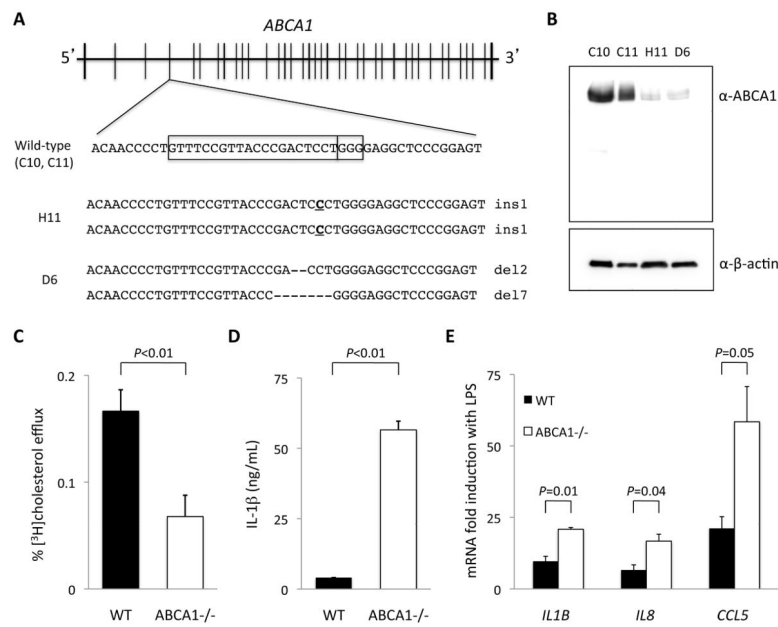 A
ABCA1
5’
3’
Wild-type
(C10, C11)
ACAACCCCTGTTTCCGTTACCCGACTCCTGGGGAGGCTCCCGGAGT
H11
ACAACCCCTGTTTCCGTTACCCGACTCCCTGGGGAGGCTCCCGGAGT ins1
ACAACCCCTGTTTCCGTTACCCGACTCCCTGGGGAGGCTCCCGGAGT ins1
D6
ACAACCCCTGTTTCCGTTACCCGA--CCTGGGGAGGCTCCCGGAGT del2
ACAACCCCTGTTTCCGTTACCC-------GGGGAGGCTCCCGGAGT del7
B
C10 C11 H11 D6
α-ABCA1
α-β-actin
C
P<0.01
% [³H]cholesterol efflux
0.2
0.1
0
WT ABCA1-/-
D
P<0.01
IL-1β (ng/mL)
75
50
25
0
WT ABCA1-/-
E
P=0.05
mRNA fold induction with LPS
75
50
25
0
WT
ABCA1-/-
P=0.01
P=0.04
IL1B IL8 CCL5